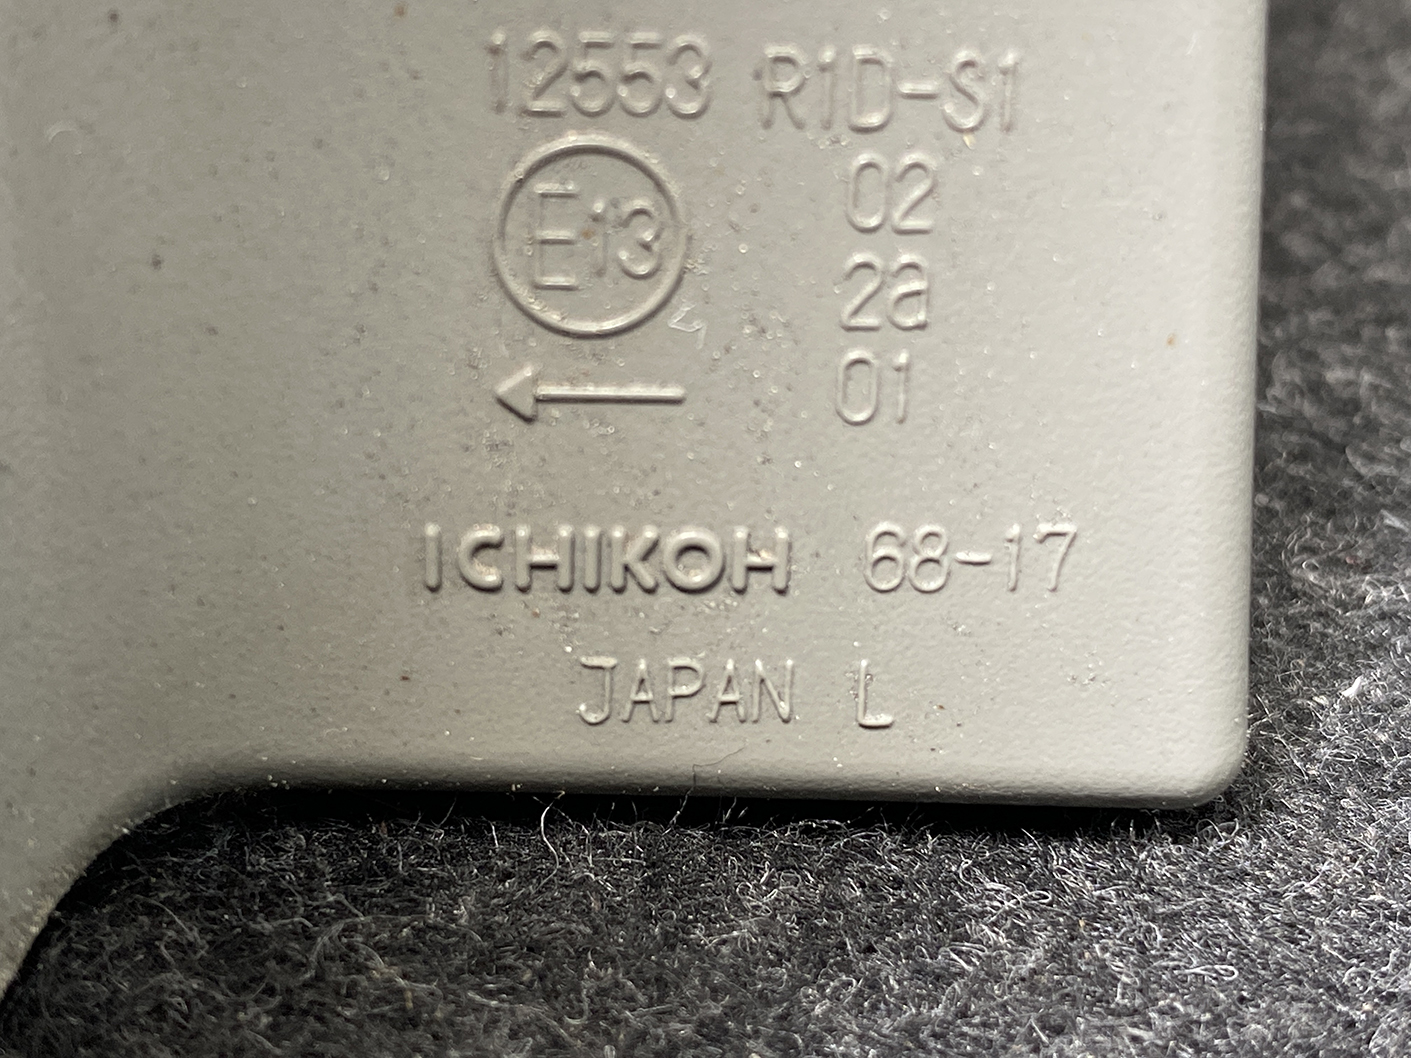 12553 R1D-S1
E13 02
2a
01
ICHIKOH 68-17
JAPAN L